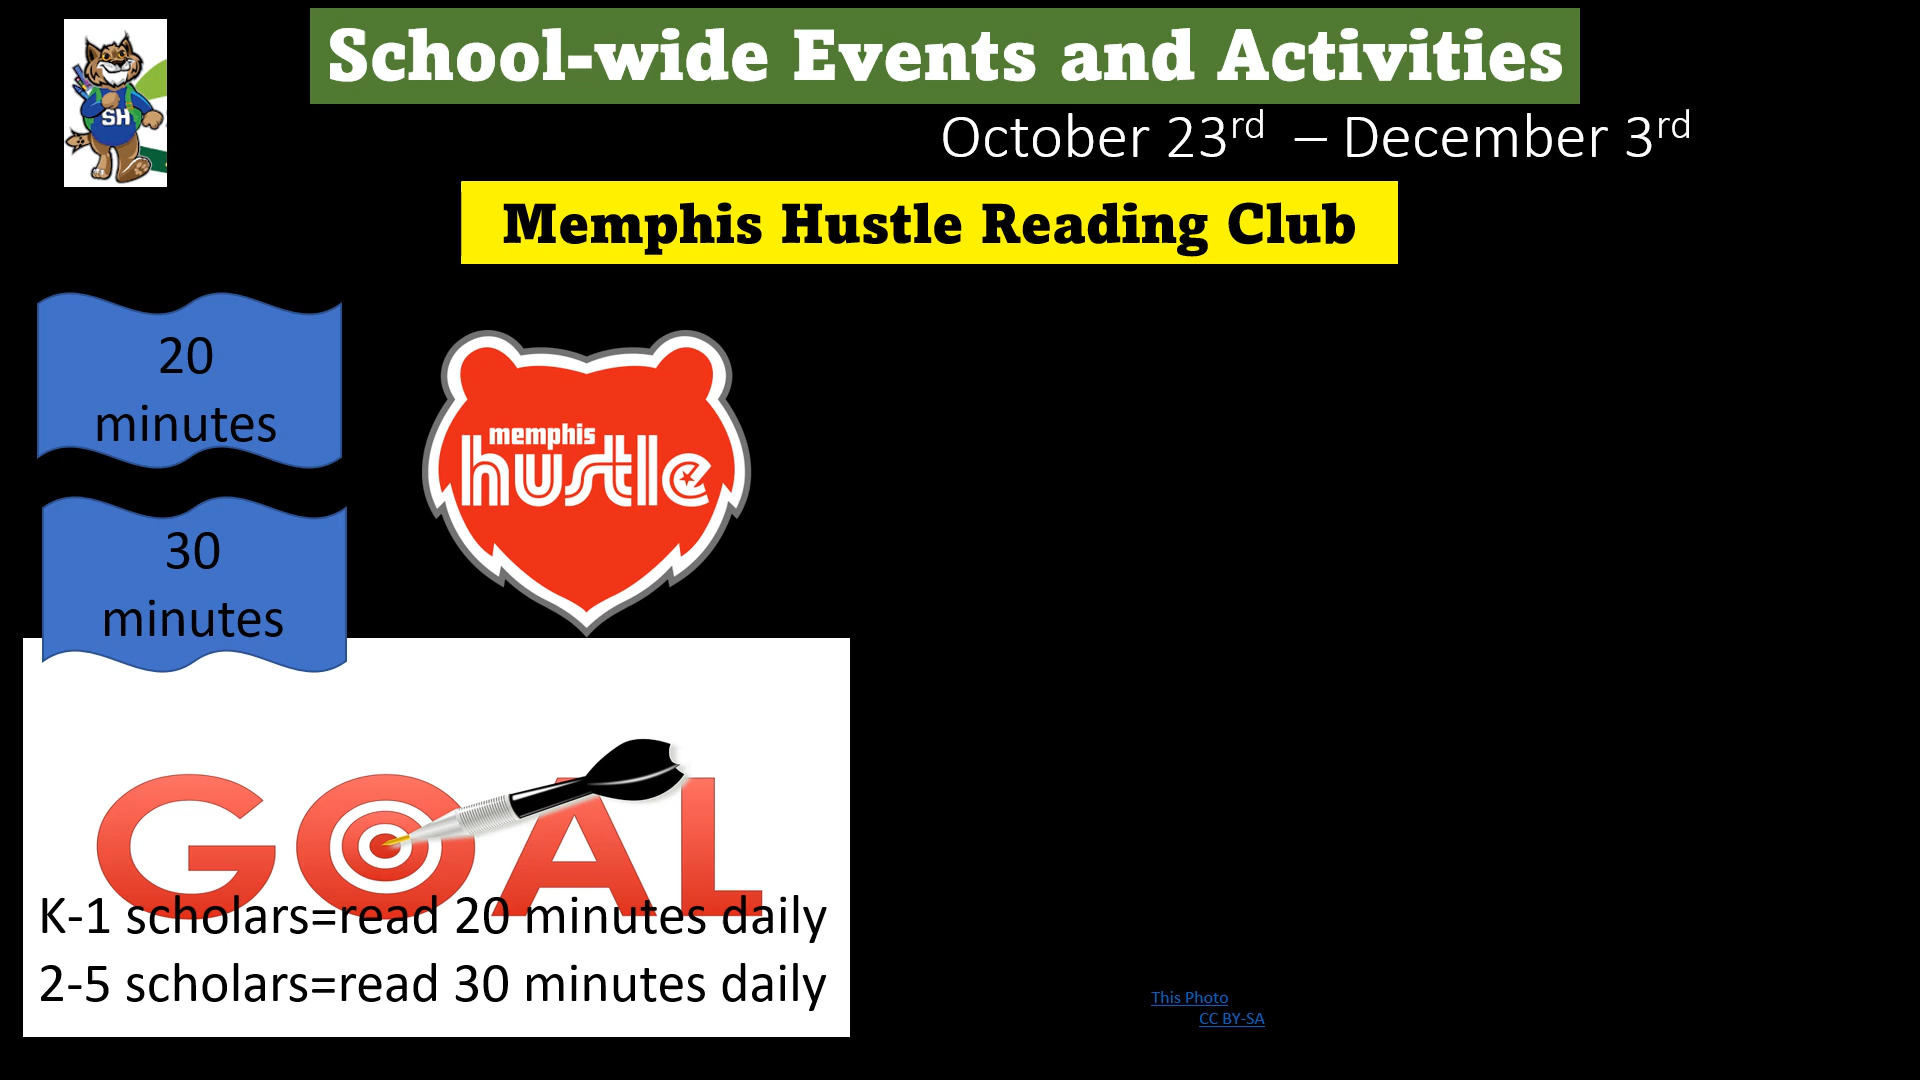 School-wide Events and Activities
October 23rd – December 3rd
SH
Memphis Hustle Reading Club
20
minutes
memphis
hustle
30
minutes
GOAL
K-1 scholars=read 20 minutes daily
2-5 scholars=read 30 minutes daily
This Photo
CC BY-SA